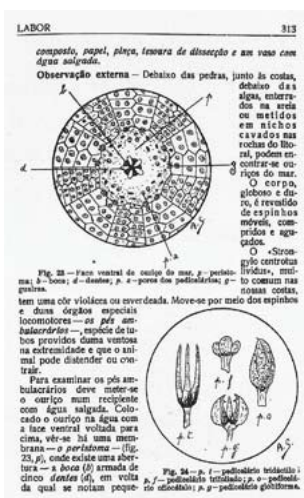 LABOR 313
composto, papel, pinça, tesoura de dissecção e um vaso com
água salgada.
Observação externa — Debaixo das pedras, junto às costas,
debaixo das
algas, enterra-
dos na areia
ou metidos
em nichos
cavados nas
rochas do lito-
ral, podem en-
contrar-se ou-
riços do mar.
O corpo,
gleboso e du-
ro, é revestido
de espinhos
móveis, com-
pridos e agu-
çados.
O «Stron-
gylo centrotus
lividus», mui-
to comum nas
nossas costas,
b
p
d
g
p. a
Fig. 23 — Face ventral do ouriço do mar. p — perísto-
ma; b — boca; d — dentes; p. a — poros dos pedicelários; g —
gueiras.
tem uma côr violácea ou esverdeada. Move-se por meio dos espinhos
e duns órgãos especiais
locomotores — os pés am-
bulacrários —, espécie de tu-
bos providos duma ventosa
na extremidade e que o ani-
mal pode distender ou con-
trair.
Para examinar os pés am-
bulacrários deve meter-se
o ouriço num recipiente
com água salgada. Colo-
cado o ouriço na água com
a face ventral voltada para
cima, vêr-se há uma mem-
brana — o perístoma — (fig.
23, p), onde existe uma aber-
tura — a boca (b) armada de
cinco dentes (d), em volta
da qual se notam peque-
p. t
p. f
p. g
p. o
Fig. 24 — p. t — pedicelário tridáctilo;
p. f — pedicelário trifoliado; p. o — pedicelá-
rio oficéfalo; p. g — pedicelário glotiforme.